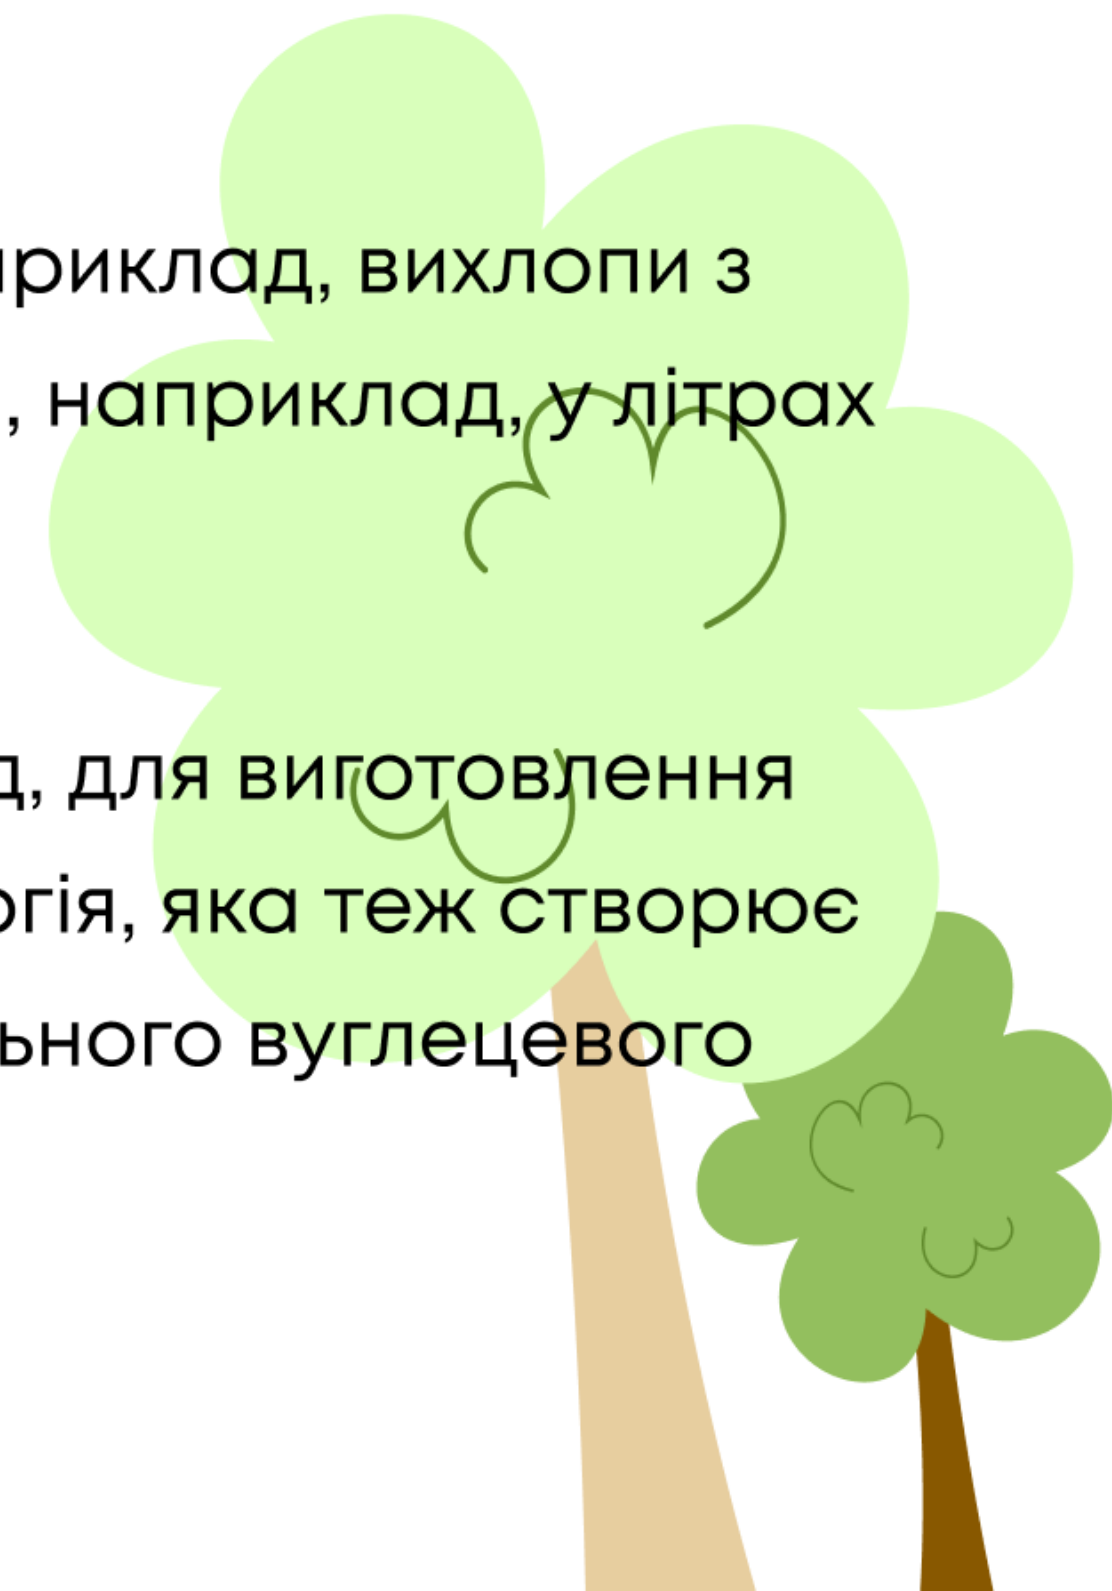 приклад, вихлопи з
, наприклад, у літрах
д, для виготовлення
огія, яка теж створює
ьного вуглецевого